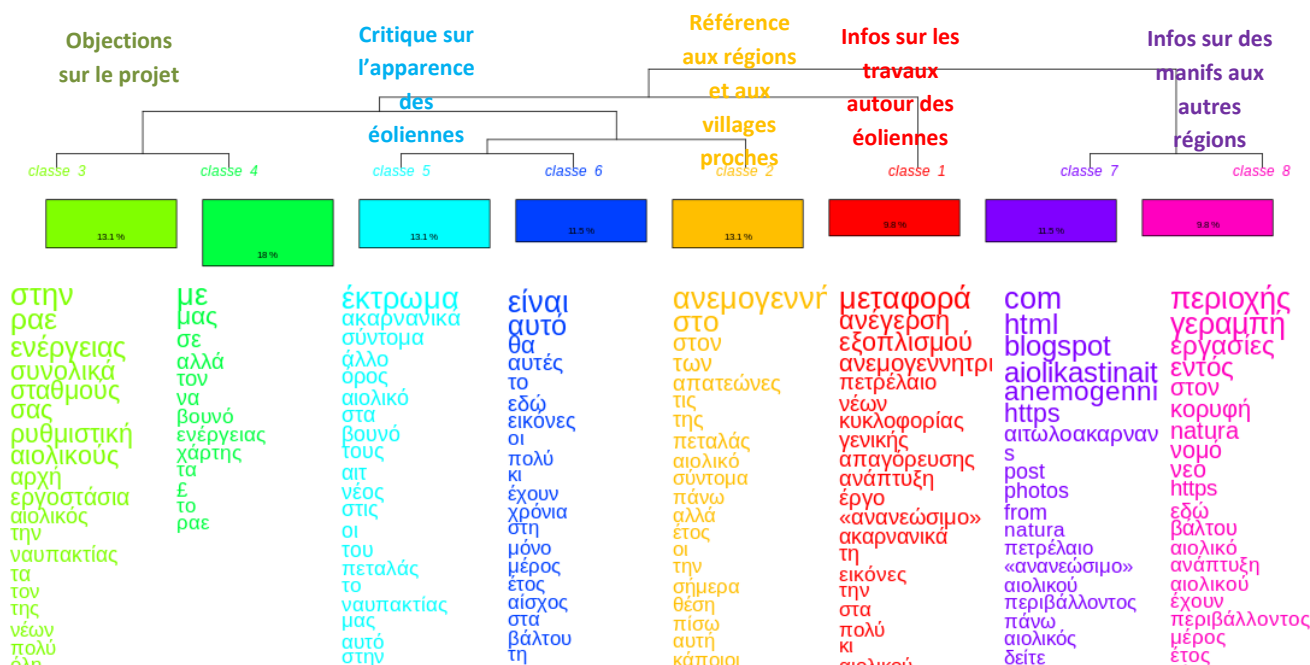 Objections
sur le projet
Critique sur
l’apparence
des
éoliennes
Référence
aux régions
et aux
villages
proches
Infos sur les
travaux
autour des
éoliennes
Infos sur des
manifs aux
autres
régions
classe 3
classe 4
classe 5
classe 6
classe 2
classe 1
classe 7
classe 8
13.1 %
18 %
13.1 %
11.5 %
13.1 %
9.8 %
11.5 %
9.8 %
στην
ραε
ενέργειας
συνολικά
σταθμούς
σας
ρυθμιστική
αιολικούς
αρχή
εργοστάσια
αιολικός
την
ναυπακτίας
τα
τον
της
νέων
πολύ
όλη
με
μας
σε
αλλά
τον
να
βουνό
ενέργειας
χάρτης
τα
£
το
ραε
έκτρωμα
ακαρνανικά
σύντομα
άλλο
όρος
αιολικό
στα
βουνό
τους
αιτ
νέος
στις
οι
του
πεταλάς
το
ναυπακτίας
μας
αυτό
στήν
είναι
αυτό
θα
αυτές
το
εδώ
εικόνες
οι
πολύ
κι
έχουν
χρόνια
στη
μόνο
μέρος
έτος
αίσχος
στα
βάλτου
τη
ανεμογεννή
στο
στον
των
απατεώνες
τις
της
πεταλάς
αιολικό
σύντομα
πάνω
αλλά
έτος
οι
την
σήμερα
θέση
πίσω
αυτή
κάποιοι
μεταφορά
ανέγερση
εξοπλισμού
ανεμογεννητρι
πετρέλαιο
νέων
κυκλοφορίας
γενικής
απαγόρευσης
ανάπτυξη
έργο
«ανανεώσιμο»
ακαρνανικά
τη
εικόνες
την
στα
πολύ
κι
αιολικού
com
html
blogspot
aiolikastinait
anemogenni
https
αιτωλοακαρναν
s
post
photos
from
natura
πετρέλαιο
«ανανεώσιμο»
αιολικού
περιβάλλοντος
πάνω
αιολικός
δείτε
περιοχής
γεραμπή
εργασίες
εντός
στον
κορυφή
natura
νομό
νεο
https
εδώ
βάλτου
αιολικό
ανάπτυξη
αιολικού
έχουν
περιβάλλοντος
μέρος
έτος